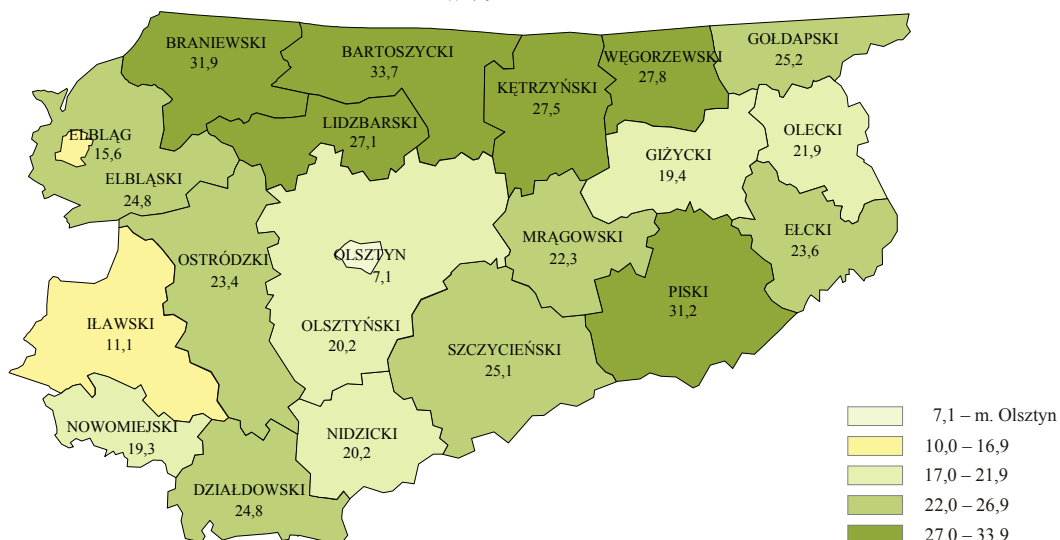 BRANIEWSKI
31,9
BARTOSZYCKI
33,7
GOŁDAPSKI
25,2
WĘGORZEWSKI
27,8
KĘTRZYŃSKI
27,5
LIDZBARSKI
27,1
ELBLĄG
15,6
OLECKI
21,9
GIŻYCKI
19,4
ELBLĄSKI
24,8
EŁCKI
23,6
MRĄGOWSKI
22,3
OSTRÓDZKI
23,4
OLSZTYN
7,1
PISKI
31,2
IŁAWSKI
11,1
OLSZTYŃSKI
20,2
SZCZYCIEŃSKI
25,1
NOWOMIEJSKI
19,3
NIDZICKI
20,2
DZIAŁDOWSKI
24,8
7,1 – m. Olsztyn
10,0 – 16,9
17,0 – 21,9
22,0 – 26,9
27,0 – 33,9